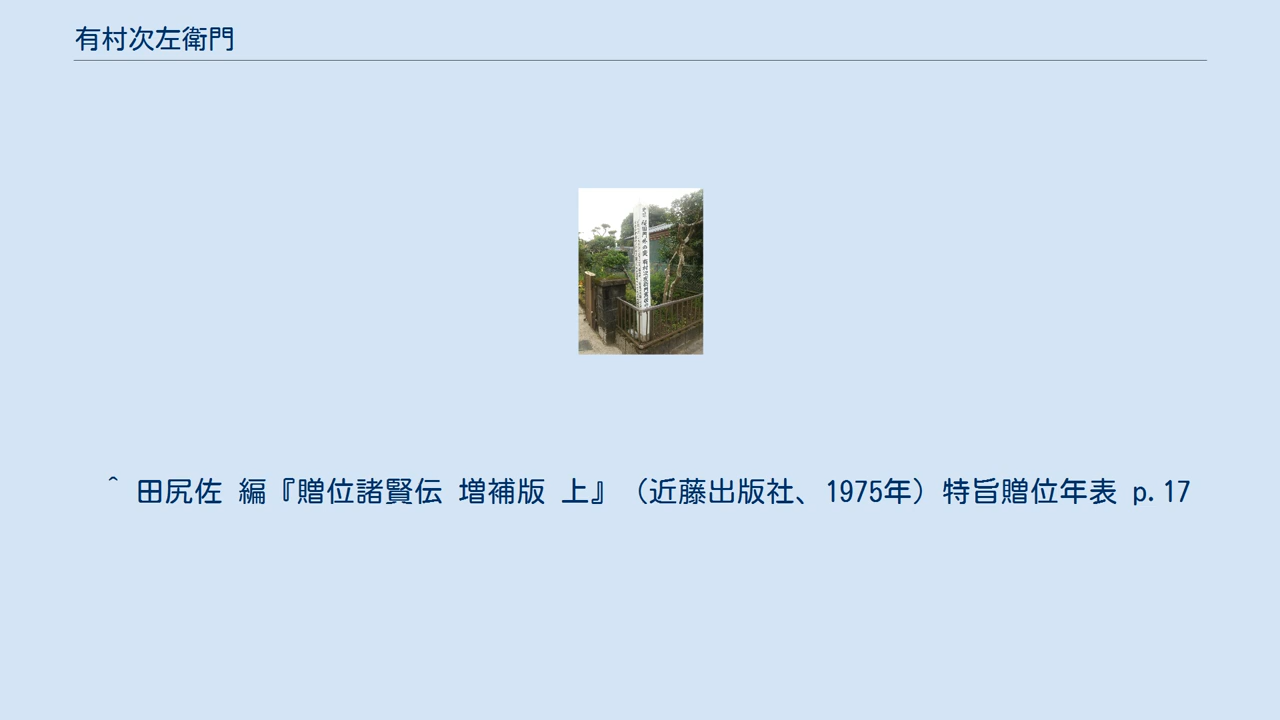 有村次左衛門
^ 田尻佐 編『贈位諸賢伝 増補版 上』（近藤出版社、1975年）特旨贈位年表 p.17